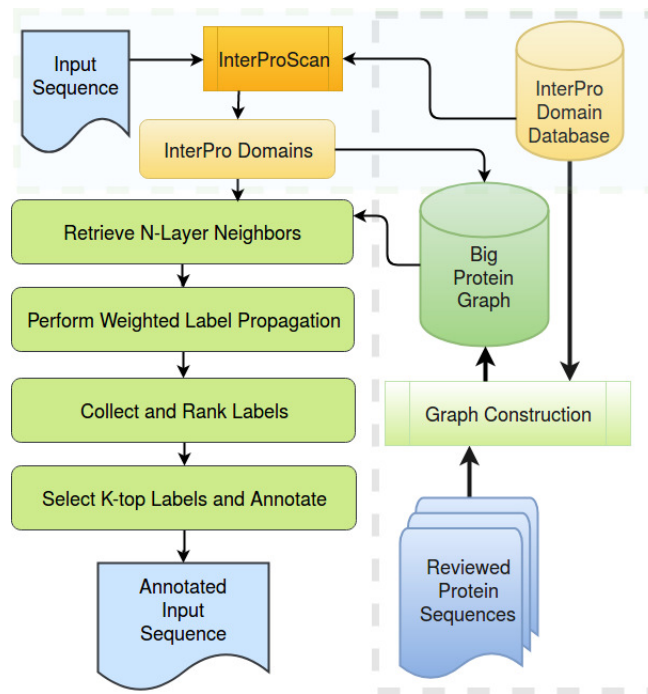 Input
Sequence
InterProScan
InterPro
Domain
Database
InterPro Domains
Retrieve N-Layer Neighbors
Big
Protein
Graph
Perform Weighted Label Propagation
Collect and Rank Labels
Graph Construction
Select K-top Labels and Annotate
Annotated
Input
Sequence
Reviewed
Protein
Sequences